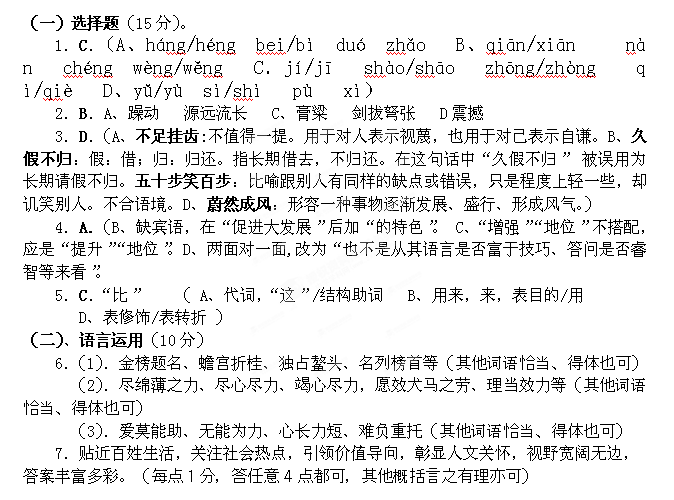 (一) 选择题 (15 分)。
1. C.(A、háng/héng bei/bì duó zhǎo B、qiān/xiān nà
n chéng wèng/wěng C. jí/jī shào/shāo zhōng/zhòng q
ì/qiè D、yǔ/yù sì/shì pù xì)
2. B. A、躁动 源远流长 C、膏粱 剑拔弩张 D 震撼
3. D.(A、不足挂齿:不值得一提。用于对人表示视蔑，也用于对己表示自谦。B、久
假不归：假：借；归：归还。指长期借去，不归还。在这句话中“久假不归 ” 被误用为
长期请假不归。五十步笑百步：比喻跟别人有同样的缺点或错误，只是程度上轻一些，却
讥笑别人。不合语境。D、蔚然成风：形容一种事物逐渐发展、盛行、形成风气。)
4. A.(B、缺宾语，在“促进大发展 ”后加“的特色 ”。 C、“增强 ”“地位 ”不搭配，
应是“提升 ”“地位 ”。D、两面对一面,改为“也不是从其语言是否富于技巧、答问是否睿
智等来看 ”。
5. C.“比 ” ( A、代词，“这 ”/结构助词 B、用来，来，表目的/用
D、表修饰/表转折 )
(二)、语言运用 (10 分)
6. (1). 金榜题名、蟾宫折桂、独占鳌头、名列榜首等 (其他词语恰当、得体也可)
(2). 尽绵薄之力、尽心尽力、竭心尽力，愿效犬马之劳、理当效力等 (其他词语
恰当、得体也可)
(3). 爱莫能助、无能为力、心长力短、难负重托 (其他词语恰当、得体也可)
7. 贴近百姓生活，关注社会热点，引领价值导向，彰显人文关怀，视野宽阔无边，
答案丰富多彩。(每点 1 分，答任意 4 点都可，其他概括言之有理亦可)